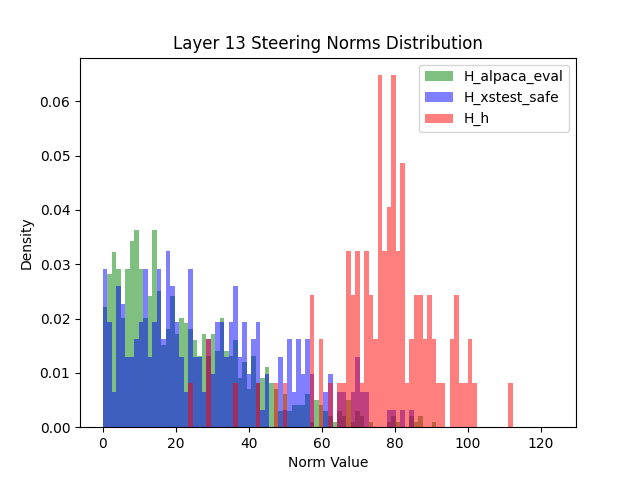 Layer 13 Steering Norms Distribution
H_alpaca_eval
H_xstest_safe
H_h
0.06
0.05
0.04
0.03
0.02
0.01
0.00
Density
0
20
40
60
80
100
120
Norm Value